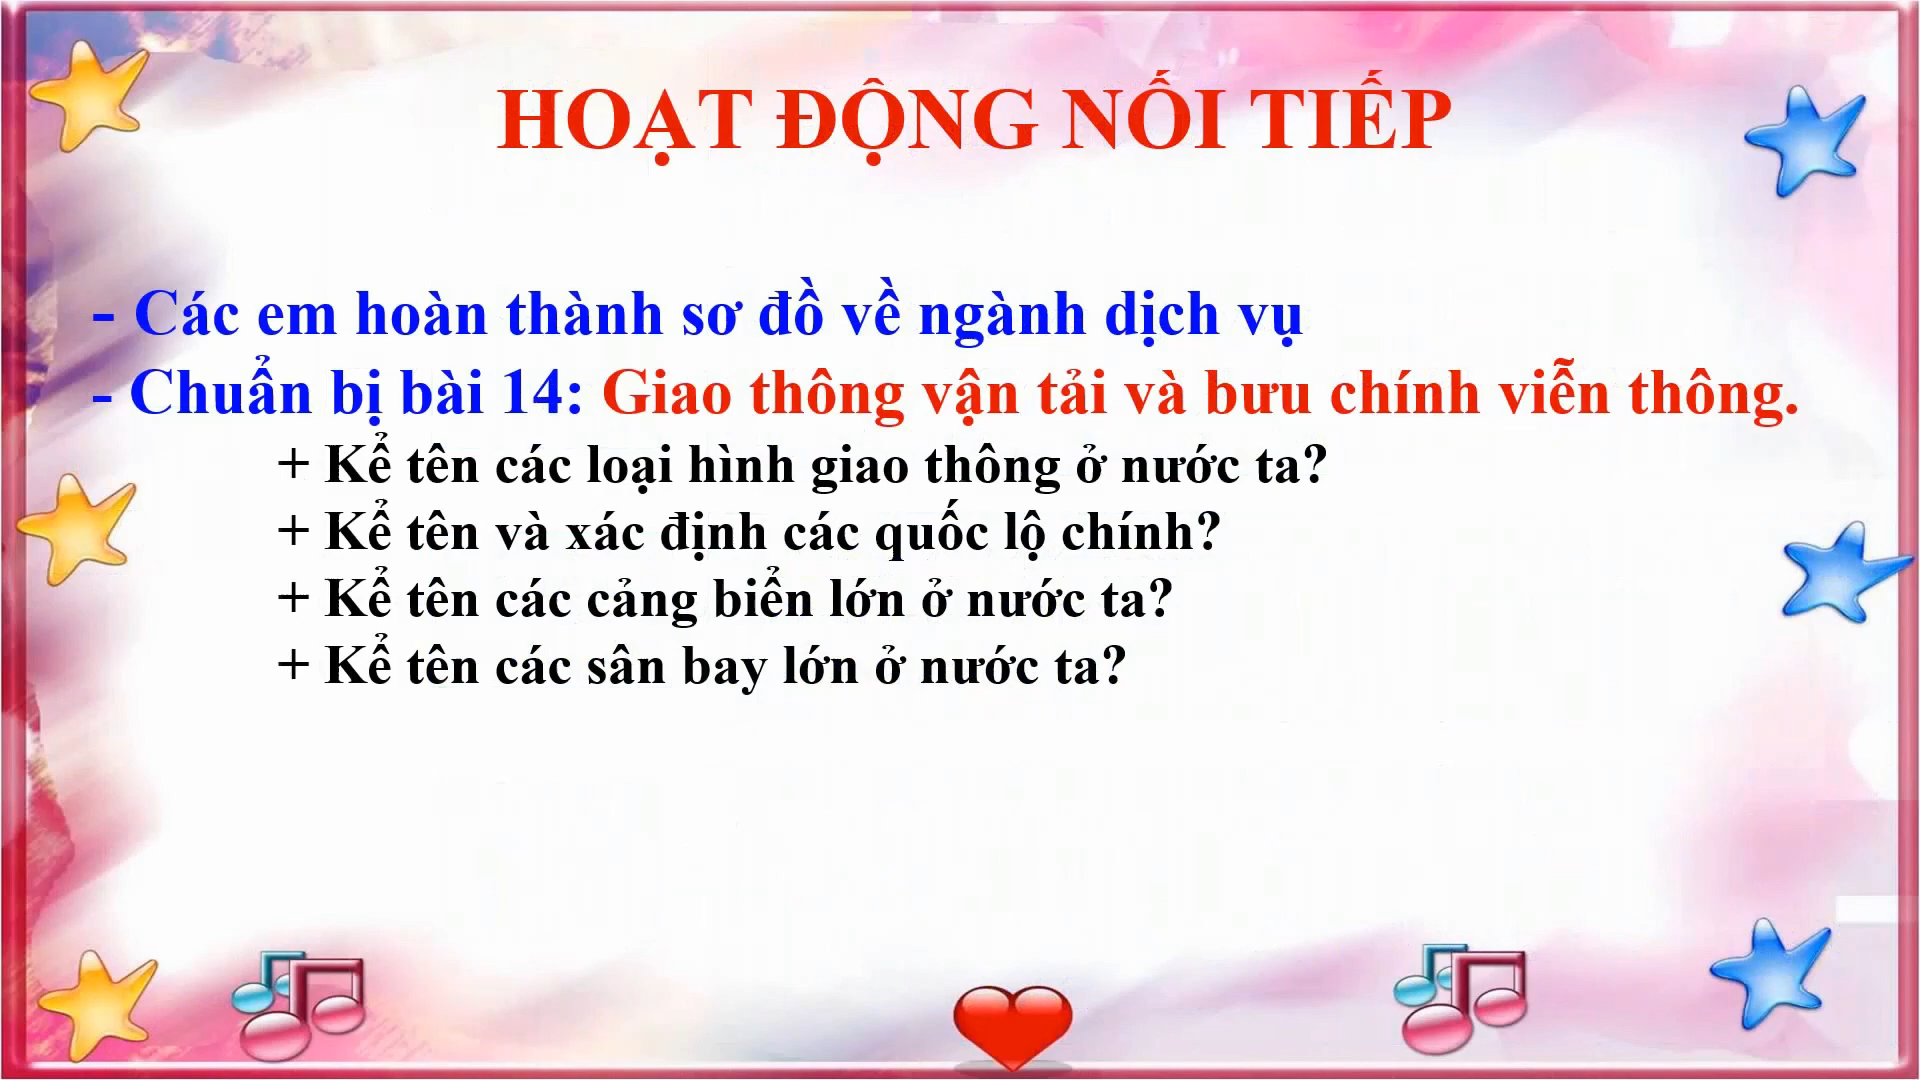 HOẠT ĐỘNG NỐI TIẾP
- Các em hoàn thành sơ đồ về ngành dịch vụ
- Chuẩn bị bài 14: Giao thông vận tải và bưu chính viễn thông.
+ Kể tên các loại hình giao thông ở nước ta?
+ Kể tên và xác định các quốc lộ chính?
+ Kể tên các cảng biển lớn ở nước ta?
+ Kể tên các sân bay lớn ở nước ta?